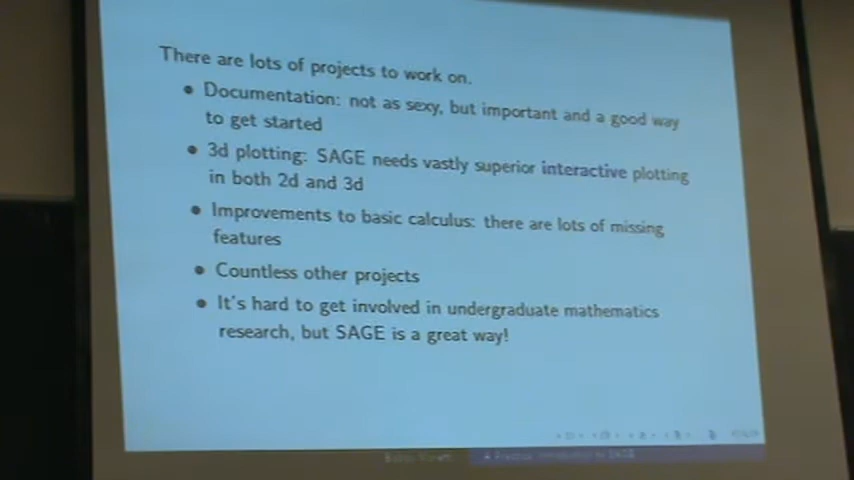 There are lots of projects to work on.
Documentation: not as sexy, but important and a good way
to get started
3d plotting: SAGE needs vastly superior interactive plotting
in both 2d and 3d
Improvements to basic calculus: there are lots of missing
features
Countless other projects
It's hard to get involved in undergraduate mathematics
research, but SAGE is a great way!